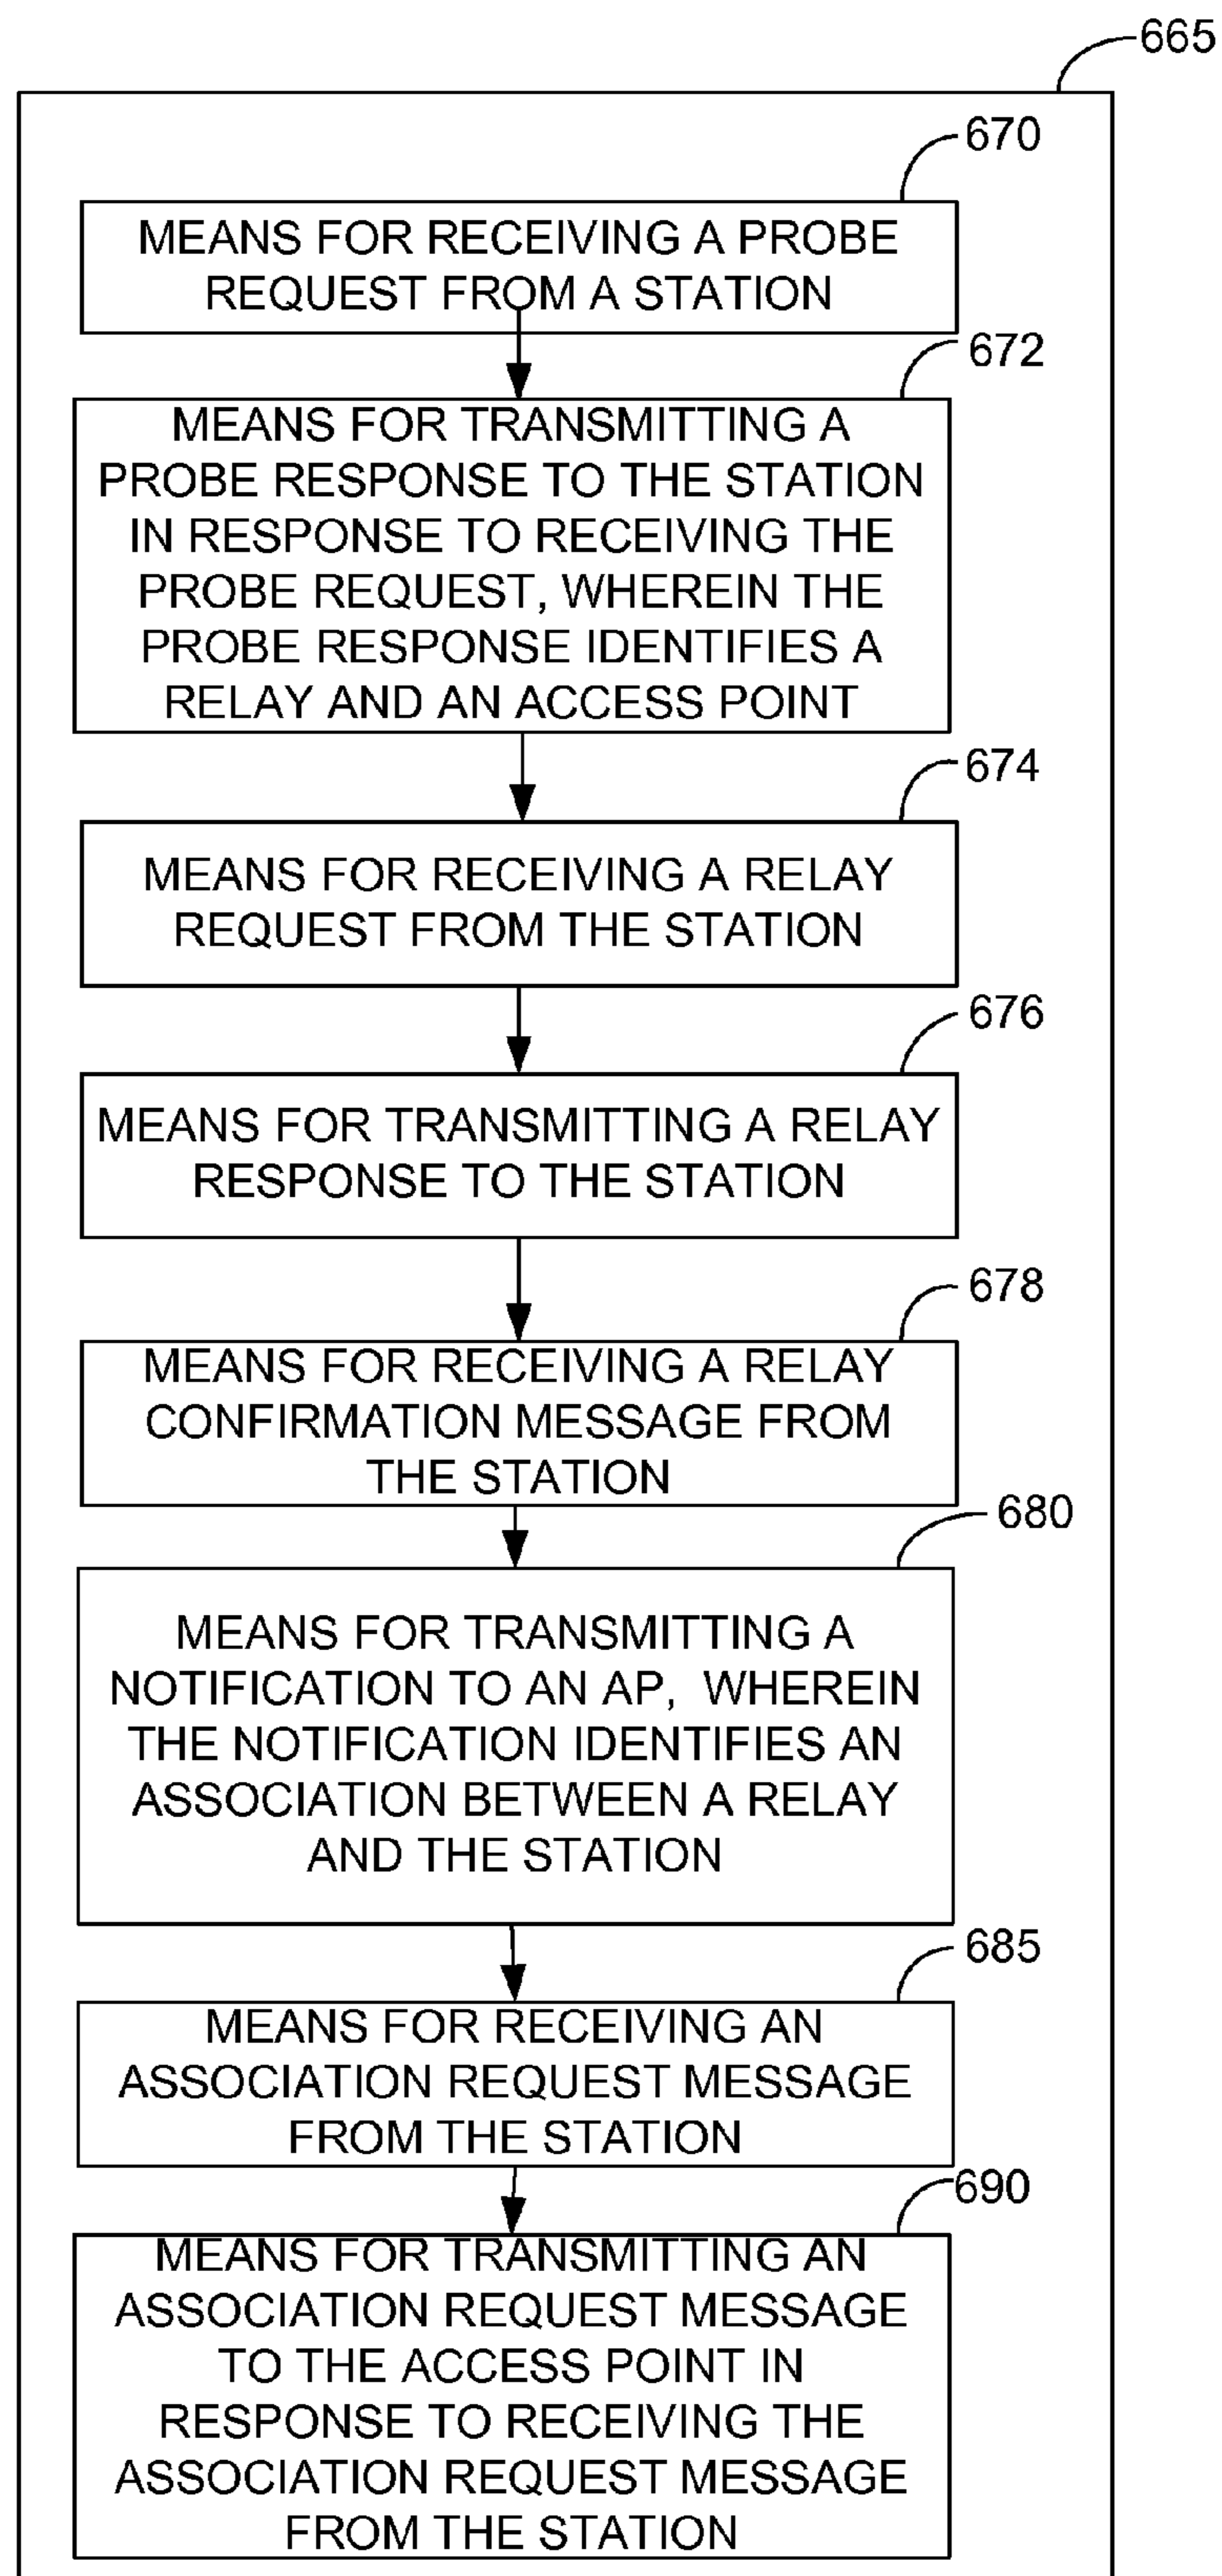 665
670
MEANS FOR RECEIVING A PROBE
REQUEST FROM A STATION
672
MEANS FOR TRANSMITTING A
PROBE RESPONSE TO THE STATION
IN RESPONSE TO RECEIVING THE
PROBE REQUEST, WHEREIN THE
PROBE RESPONSE IDENTIFIES A
RELAY AND AN ACCESS POINT
674
MEANS FOR RECEIVING A RELAY
REQUEST FROM THE STATION
676
MEANS FOR TRANSMITTING A RELAY
RESPONSE TO THE STATION
678
MEANS FOR RECEIVING A RELAY
CONFIRMATION MESSAGE FROM
THE STATION
680
MEANS FOR TRANSMITTING A
NOTIFICATION TO AN AP, WHEREIN
THE NOTIFICATION IDENTIFIES AN
ASSOCIATION BETWEEN A RELAY
AND THE STATION
685
MEANS FOR RECEIVING AN
ASSOCIATION REQUEST MESSAGE
FROM THE STATION
690
MEANS FOR TRANSMITTING AN
ASSOCIATION REQUEST MESSAGE
TO THE ACCESS POINT IN
RESPONSE TO RECEIVING THE
ASSOCIATION REQUEST MESSAGE
FROM THE STATION